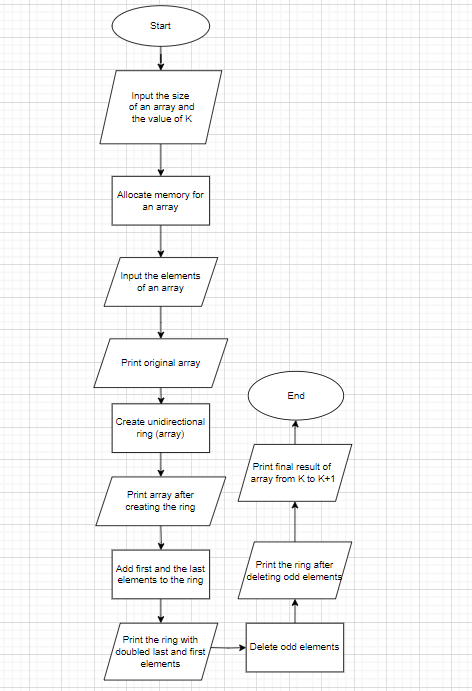 Start
Input the size
of an array and
the value of K
Allocate memory for
an array
Input the elements
of an array
Print original array
Create unidirectional
ring (array)
Print array after
creating the ring
Add first and the last
elements to the ring
Print the ring with
doubled last and first
elements
Delete odd elements
Print the ring after
deleting odd elements
Print final result of
array from K to K+1
End